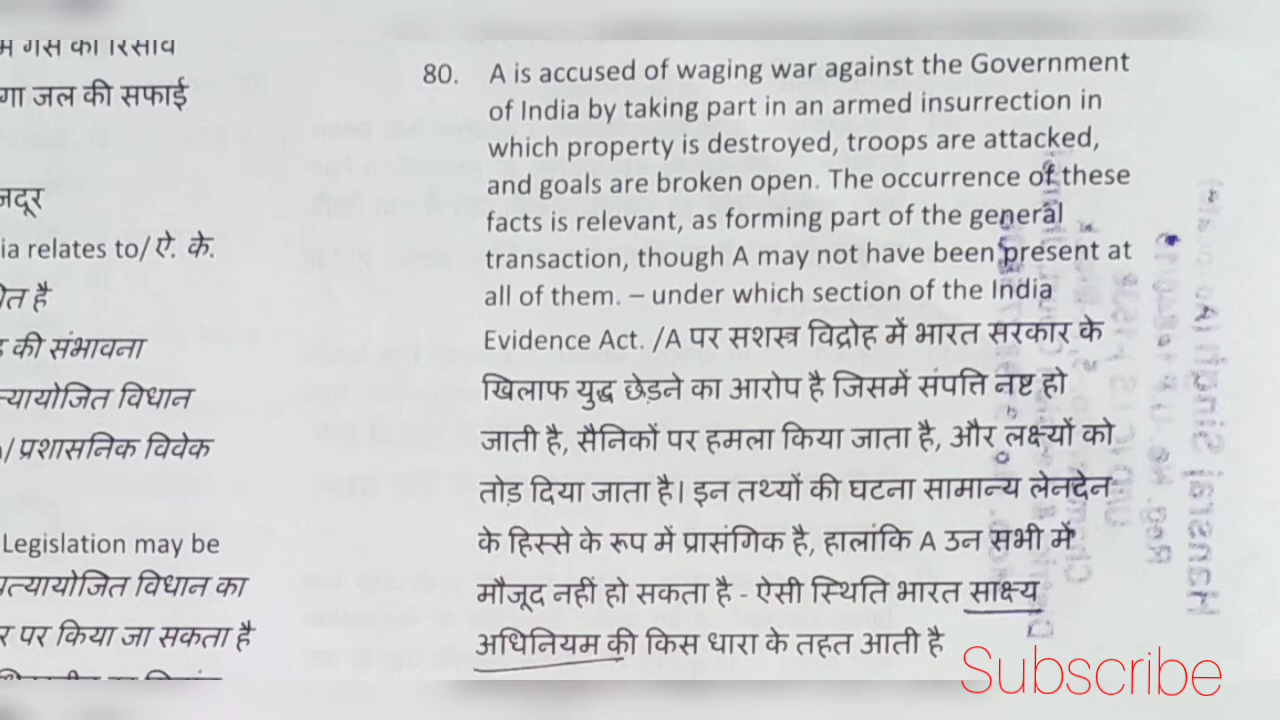 गा जल की सफाई
जदूर
ia relates to/ ऐ. के.
की संभावना
यायोजित विधान
/ प्रशासनिक विवेक
Legislation may be
त्यायोजित विधान का
र पर किया जा सकता है
80. A is accused of waging war against the Government
of India by taking part in an armed insurrection in
which property is destroyed, troops are attacked,
and goals are broken open. The occurrence of these
facts is relevant, as forming part of the general
transaction, though A may not have been present at
all of them. – under which section of the India
Evidence Act. /A पर सशस्त्र विद्रोह में भारत सरकार के
खिलाफ युद्ध छेड़ने का आरोप है जिसमें संपत्ति नष्ट हो
जाती है, सैनिकों पर हमला किया जाता है, और लक्ष्यों को
तोड़ दिया जाता है। इन तथ्यों की घटना सामान्य लेनदेन
के हिस्से के रूप में प्रासंगिक है, हालांकि A उन सभी में
मौजूद नहीं हो सकता है - ऐसी स्थिति भारत साक्ष्य
अधिनियम की किस धारा के तहत आती है
Subscribe